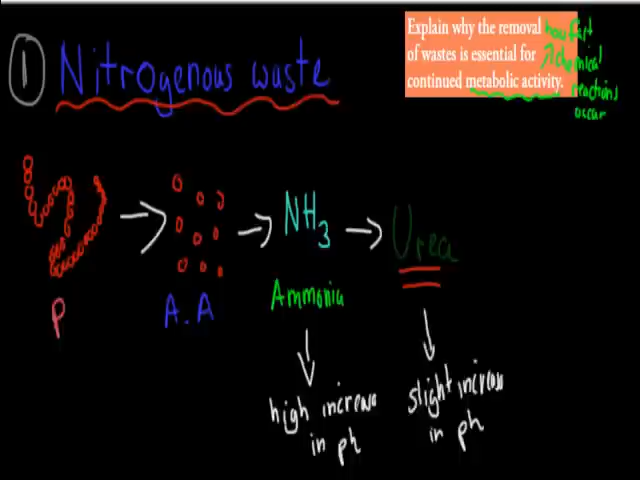 ① Nitrogenous waste
Explain why the removal
of wastes is essential for
continued metabolic activity.
how fast
chemical
reactions
occur
NH3
Urea
P
A.A
Ammonia
high increase
in ph
slight increase
in ph